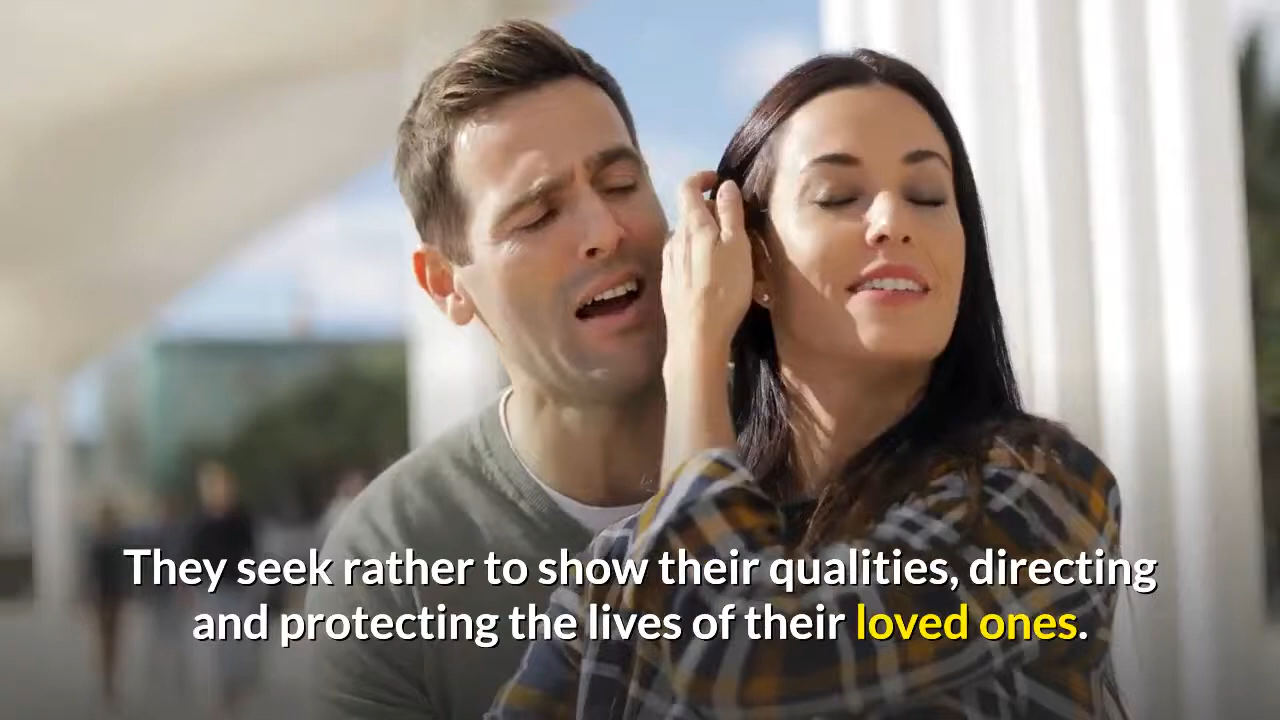 They seek rather to show their qualities, directing
and protecting the lives of their loved ones.